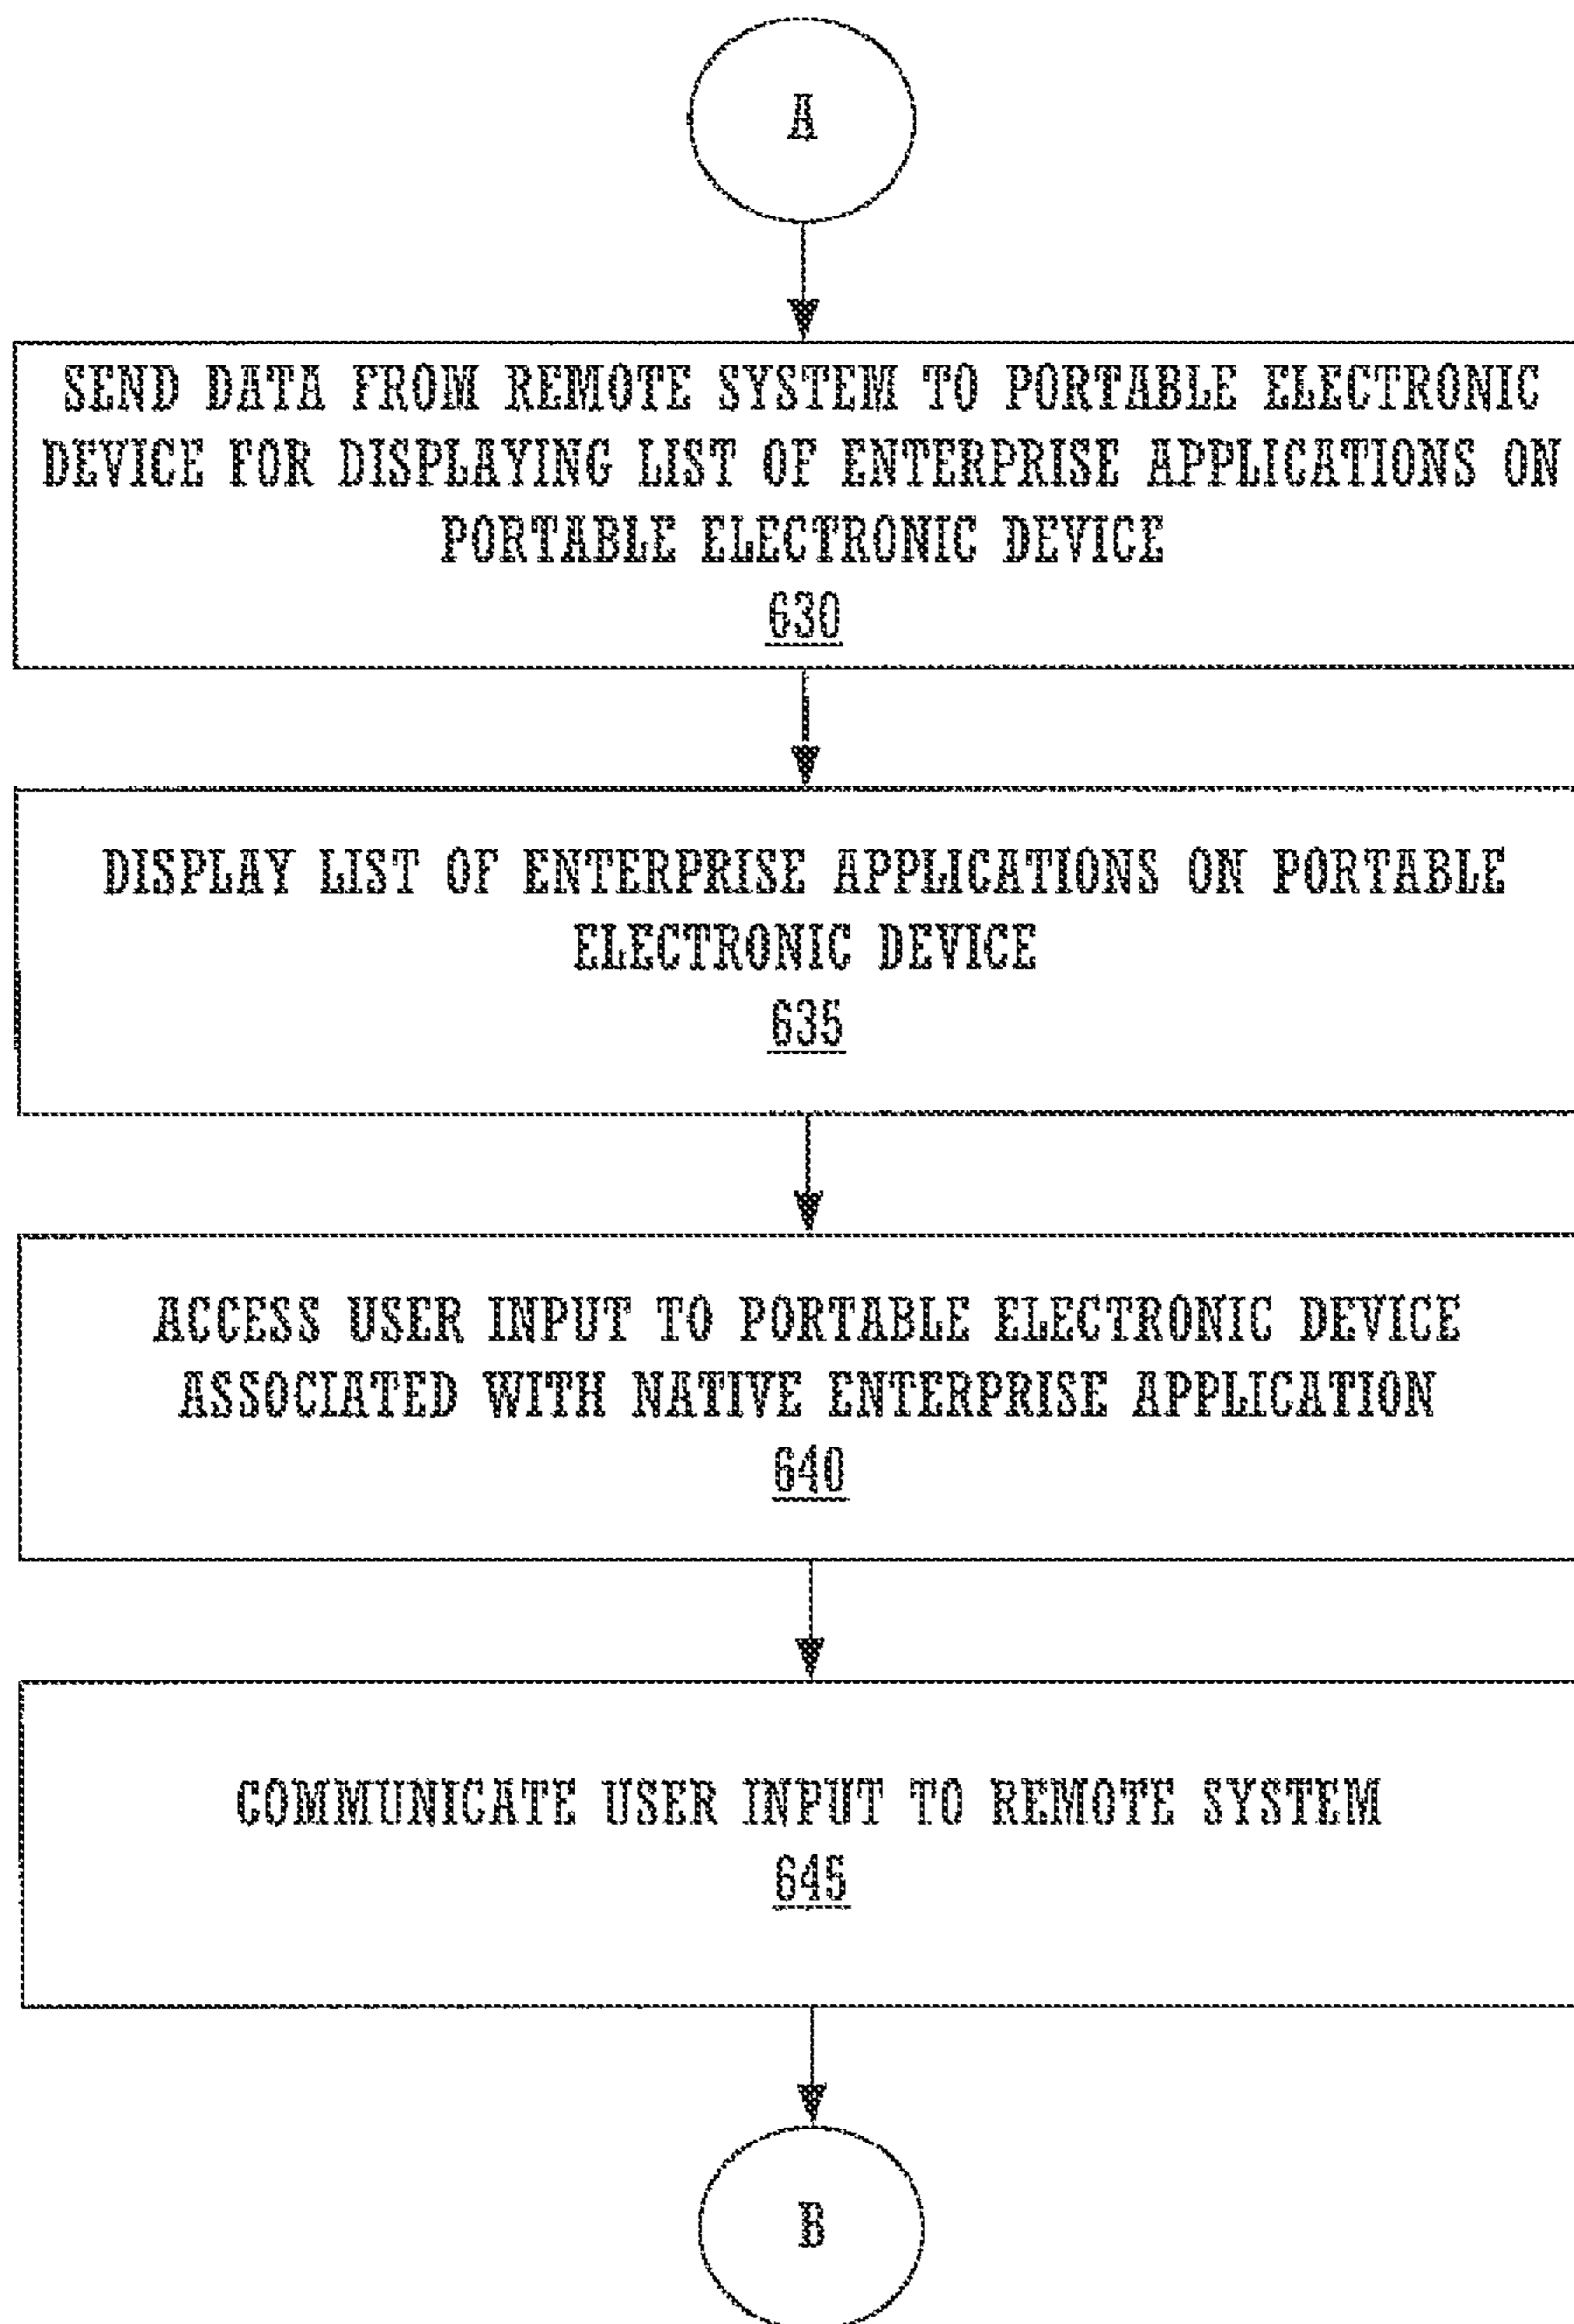 A
SEND DATA FROM REMOTE SYSTEM TO PORTABLE ELECTRONIC
DEVICE FOR DISPLAYING LIST OF ENTERPRISE APPLICATIONS ON
PORTABLE ELECTRONIC DEVICE
630
DISPLAY LIST OF ENTERPRISE APPLICATIONS ON PORTABLE
ELECTRONIC DEVICE
635
ACCESS USER INPUT TO PORTABLE ELECTRONIC DEVICE
ASSOCIATED WITH NATIVE ENTERPRISE APPLICATION
640
COMMUNICATE USER INPUT TO REMOTE SYSTEM
645
B